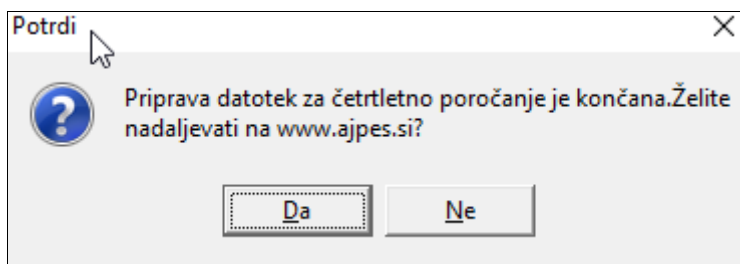 Potrdi
Priprava datotek za četrtletno poročanje je končana.Želite
nadaljevati na www.ajpes.si?
Da
Ne